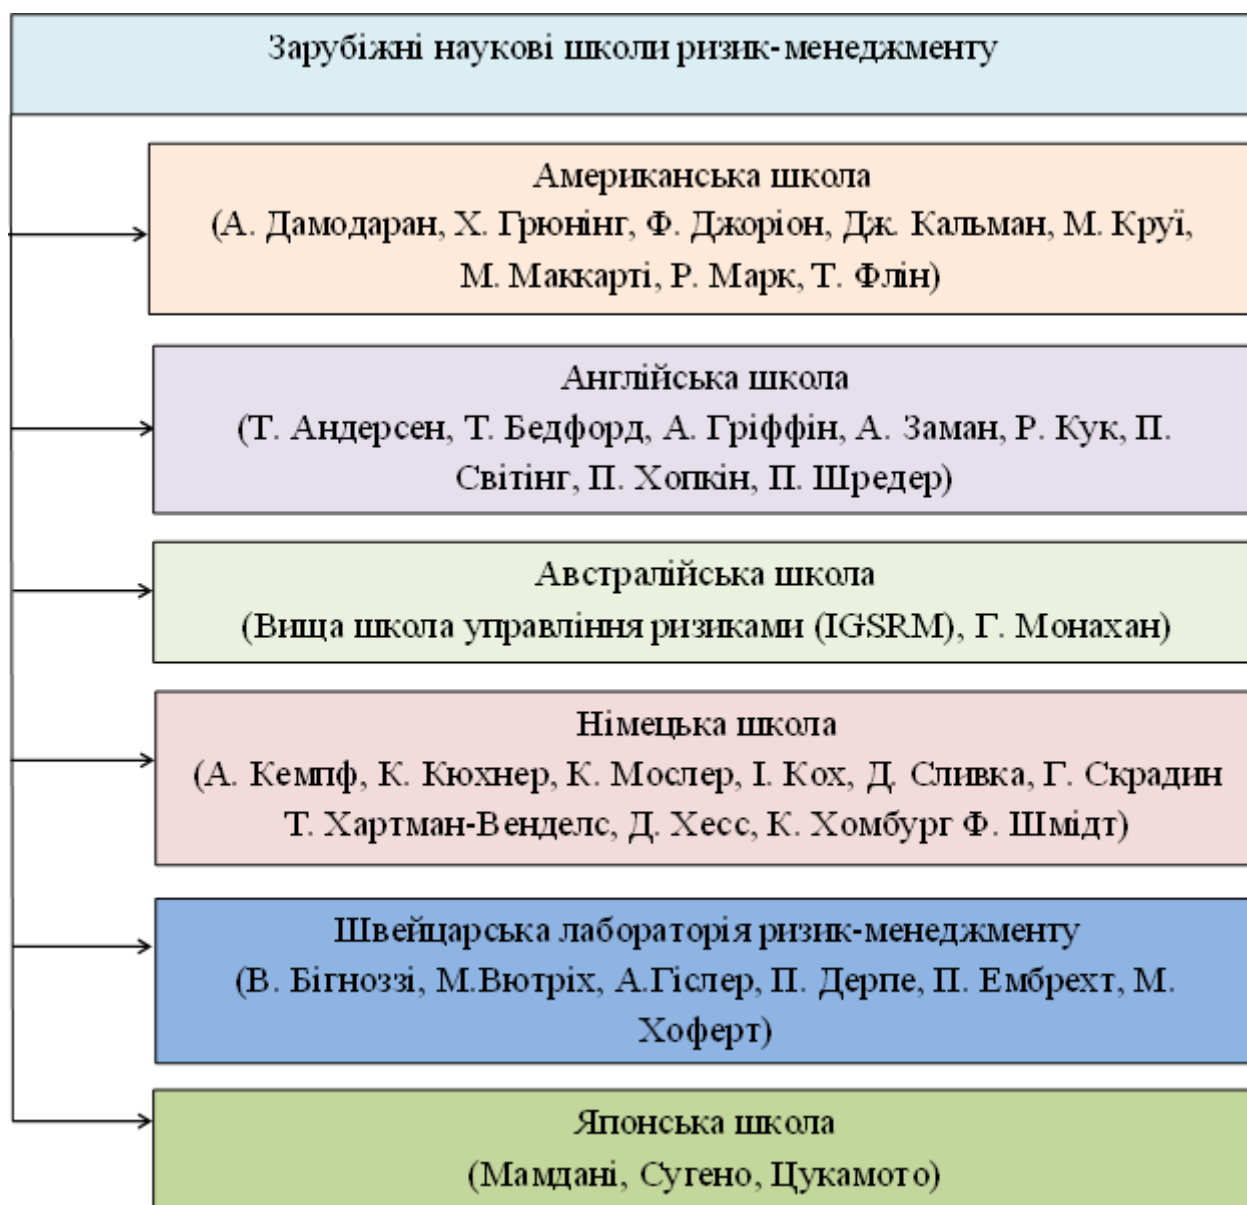 Зарубіжні наукові школи ризик-менеджменту
Американська школа
(А. Дамодаран, Х. Грюнінг, Ф. Джоріон, Дж. Кальман, М. Круї,
М. Маккарті, Р. Марк, Т. Флін)
Англійська школа
(Т. Андерсен, Т. Бедфорд, А. Гріффін, А. Заман, Р. Кук, П.
Світінг, П. Хопкін, П. Шредер)
Австралійська школа
(Вища школа управління ризиками (IGSRM), Г. Монахан)
Німецька школа
(А. Кемпф, К. Кюхнер, К. Мослер, І. Кох, Д. Сливка, Г. Скрадин
Т. Хартман-Венделс, Д. Хесс, К. Хомбург Ф. Шмідт)
Швейцарська лабораторія ризик-менеджменту
(В. Бігноззі, М.Вютріх, А.Гіслер, П. Дерпе, П. Ембрехт, М.
Хоферт)
Японська школа
(Мамдані, Сугено, Цукамото)